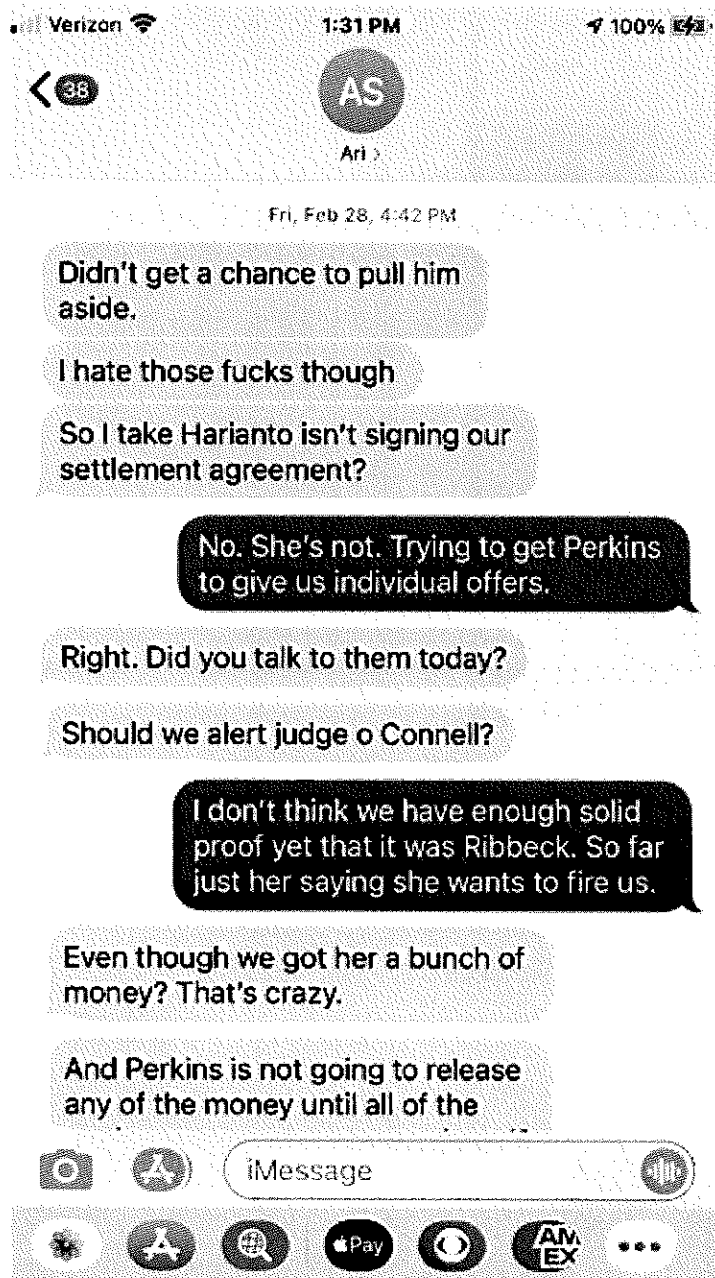 Verizon 1:31 PM 100%
38
AS
Ari >
Fri, Feb 28, 4:42 PM
Didn't get a chance to pull him
aside.
I hate those fucks though
So I take Harianto isn't signing our
settlement agreement?
No. She's not. Trying to get Perkins
to give us individual offers.
Right. Did you talk to them today?
Should we alert judge o Connell?
I don't think we have enough solid
proof yet that it was Ribbeck. So far
just her saying she wants to fire us.
Even though we got her a bunch of
money? That's crazy.
And Perkins is not going to release
any of the money until all of the
iMessage
Pay
AM
EX